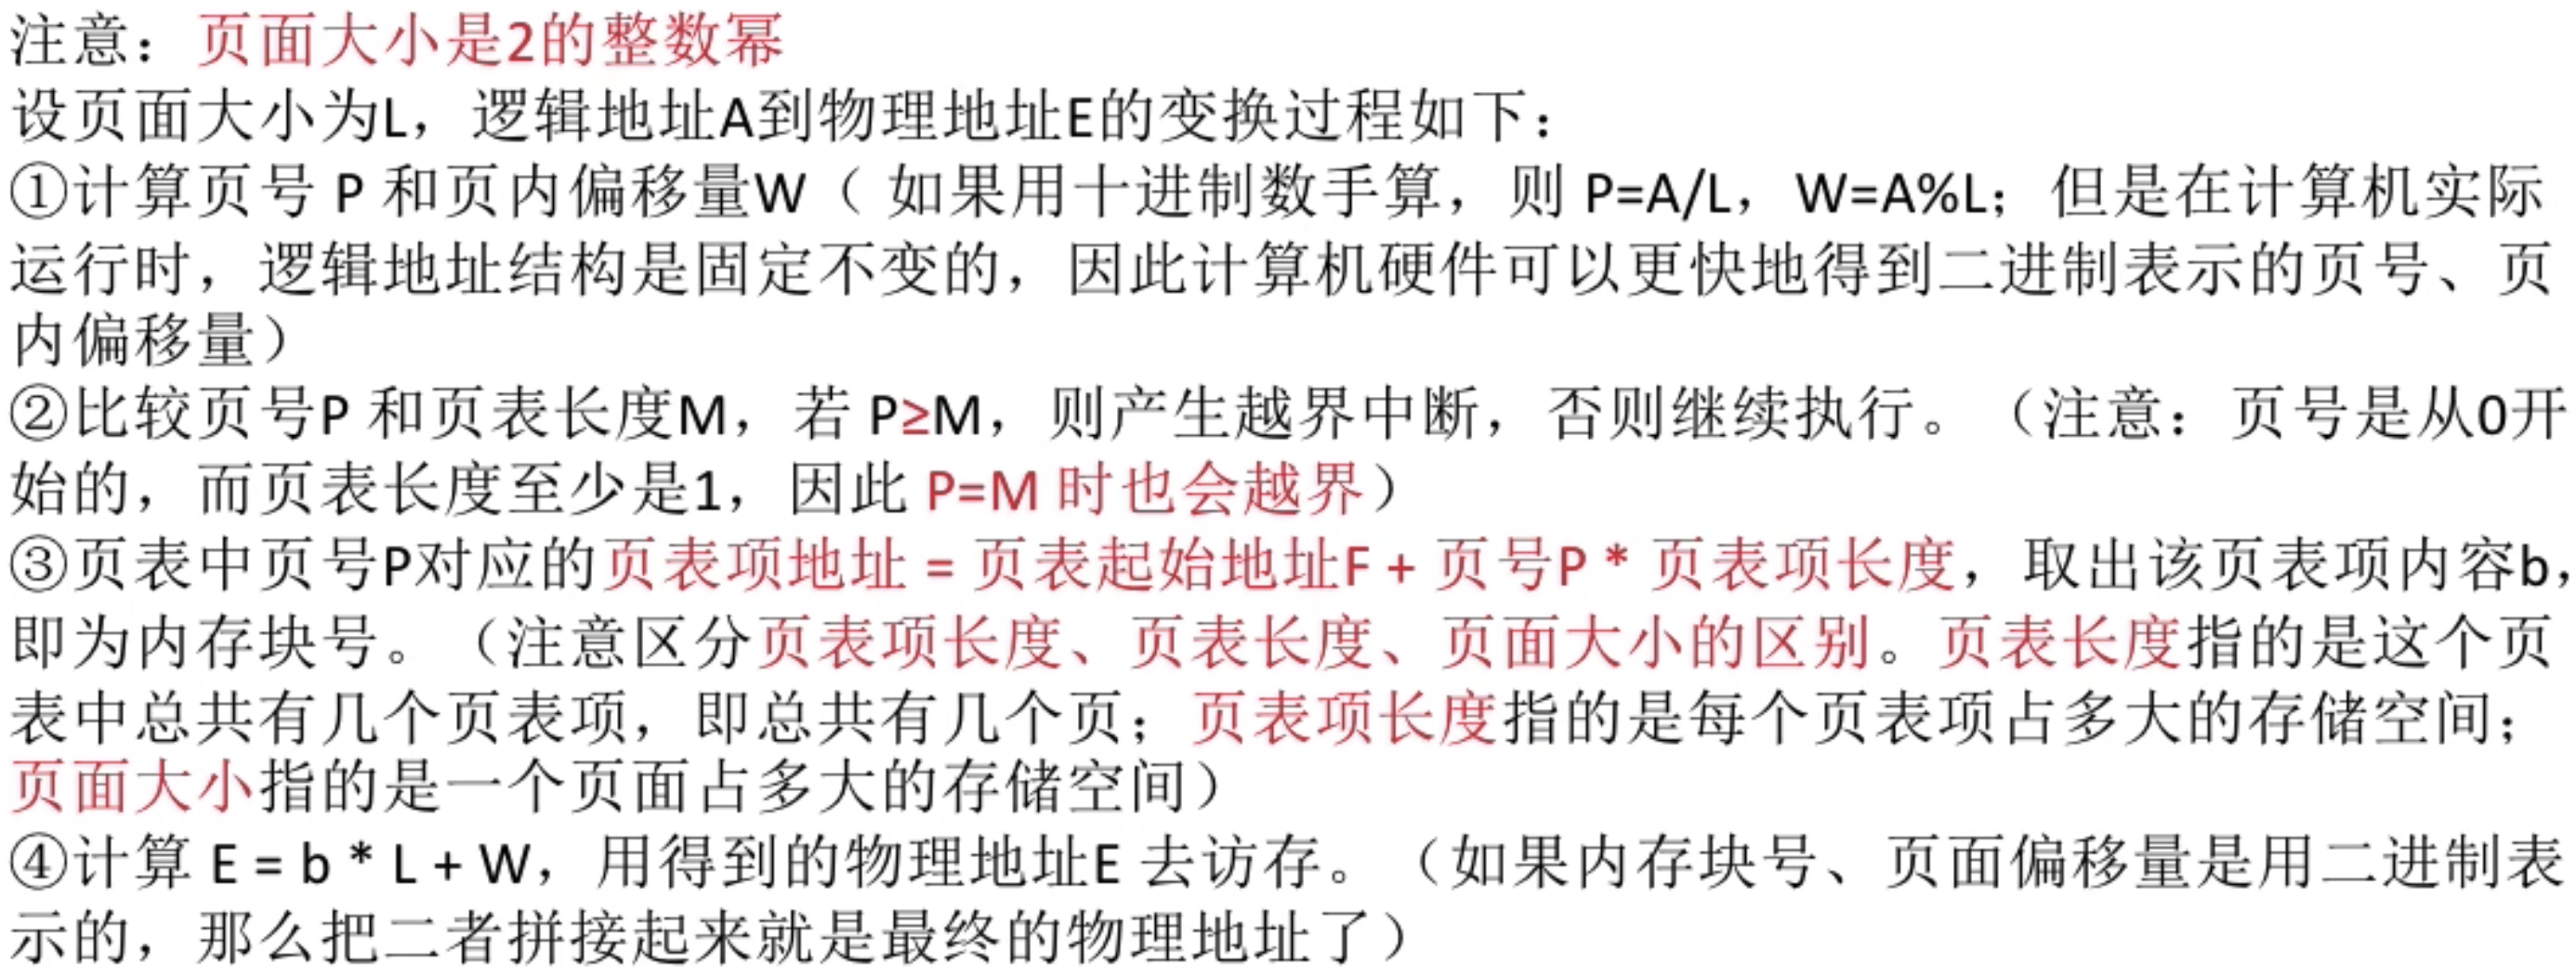 注意：页面大小是2的整数幂
设页面大小为L，逻辑地址A到物理地址E的变换过程如下：
①计算页号 P 和页内偏移量W（ 如果用十进制数手算，则 P=A/L，W=A%L；但是在计算机实际
运行时，逻辑地址结构是固定不变的，因此计算机硬件可以更快地得到二进制表示的页号、页
内偏移量）
②比较页号P 和页表长度M，若 P≥M，则产生越界中断，否则继续执行。（注意：页号是从0开
始的，而页表长度至少是1，因此 P=M 时也会越界）
③页表中页号P对应的页表项地址 = 页表起始地址F + 页号P * 页表项长度，取出该页表项内容b，
即为内存块号。（注意区分页表项长度、页表长度、页面大小的区别。页表长度指的是这个页
表中总共有几个页表项，即总共有几个页；页表项长度指的是每个页表项占多大的存储空间；
页面大小指的是一个页面占多大的存储空间）
④计算 E = b * L + W，用得到的物理地址E 去访存。（如果内存块号、页面偏移量是用二进制表
示的，那么把二者拼接起来就是最终的物理地址了）